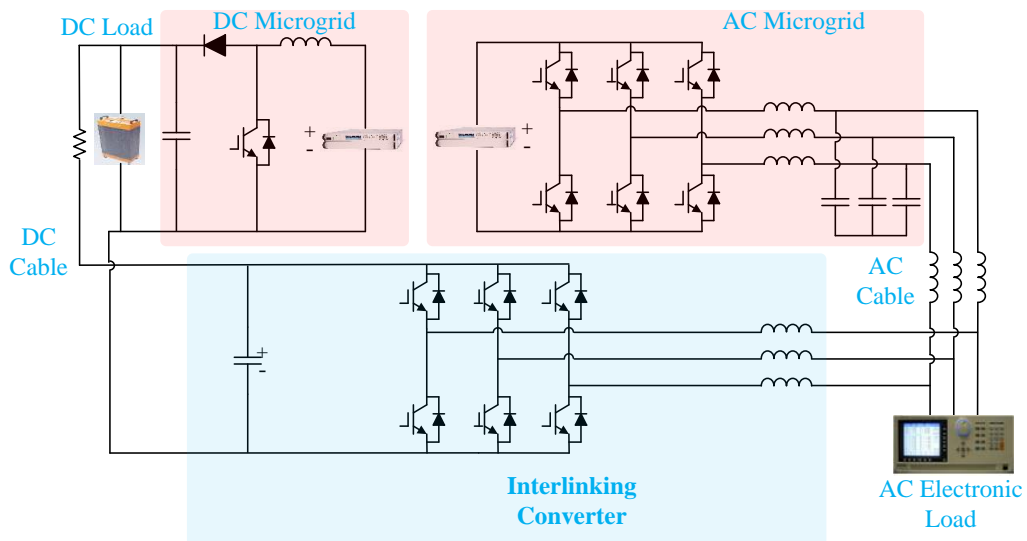 DC Load
DC Microgrid
AC Microgrid
+
-
+
-
DC
Cable
AC
Cable
+
-
Interlinking
Converter
AC Electronic
Load